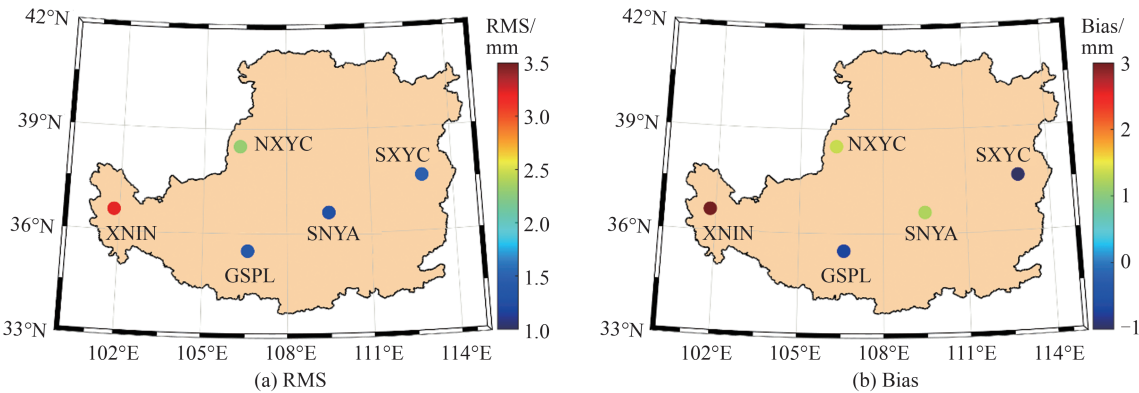 42°N
39°N
36°N
33°N
102°E 105°E 108°E 111°E 114°E
RMS/
mm
3.5
3.0
2.5
2.0
1.5
1.0
NXYC
SXYC
XNIN
SNYA
GSPL
(a) RMS
42°N
39°N
36°N
33°N
102°E 105°E 108°E 111°E 114°E
Bias/
mm
3
2
1
0
−1
NXYC
SXYC
XNIN
SNYA
GSPL
(b) Bias